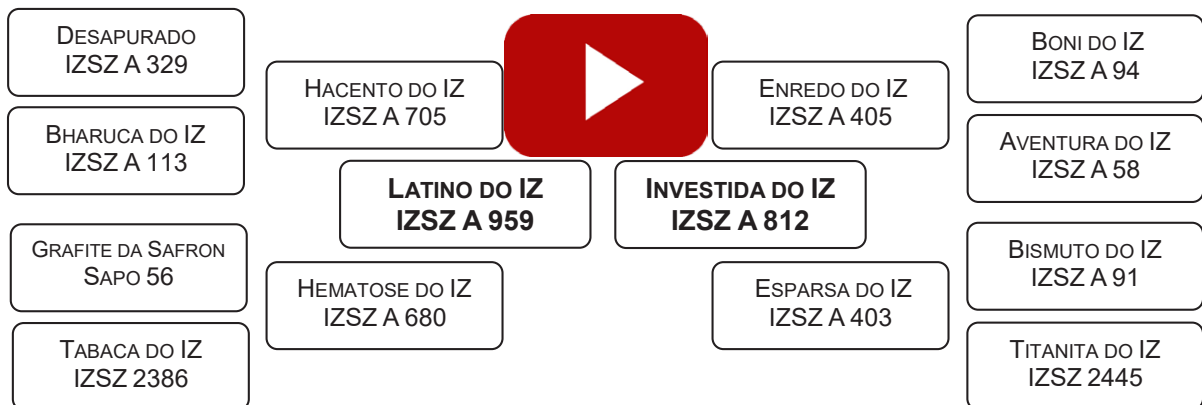 DESAPURADO
IZSZ A 329
BHARUCA DO IZ
IZSZ A 113
GRAFITE DA SAFRON
SAPO 56
TABACA DO IZ
IZSZ 2386
HACENTO DO IZ
IZSZ A 705
HEMATOSE DO IZ
IZSZ A 680
LATINO DO IZ
IZSZ A 959
INVESTIDA DO IZ
IZSZ A 812
ENREDO DO IZ
IZSZ A 405
ESPARSA DO IZ
IZSZ A 403
BONI DO IZ
IZSZ A 94
AVENTURA DO IZ
IZSZ A 58
BISMUTO DO IZ
IZSZ A 91
TITANITA DO IZ
IZSZ 2445